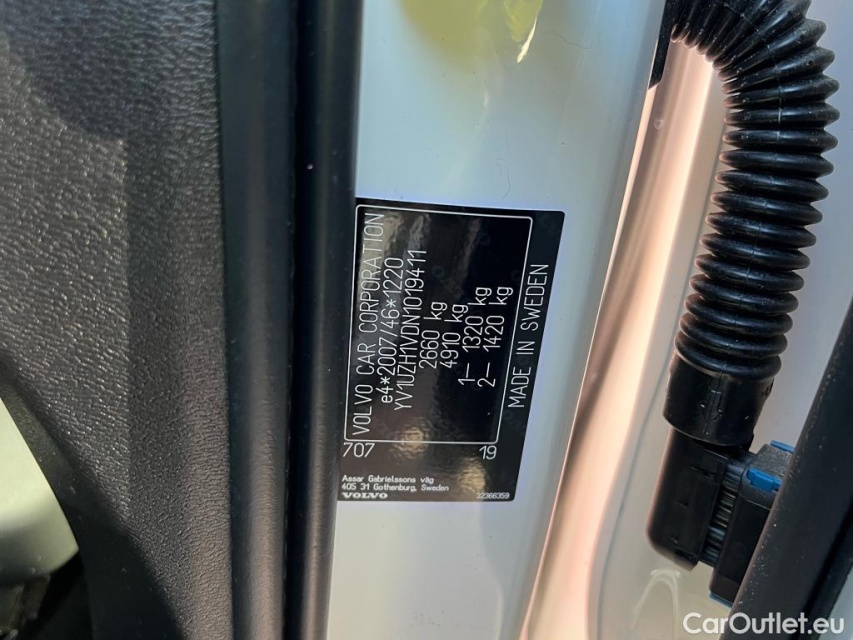 VOLVO CAR CORPORATION
e4*2007/46*1220
YV1UZH1VDN1019411
2660 kg
4910 kg
1– 1320 kg
2– 1420 kg
MADE IN SWEDEN
707 19
Assar Gabrielssons väg
405 31 Gothenburg, Sweden
VOLVO 32366359
CarOutlet.eu